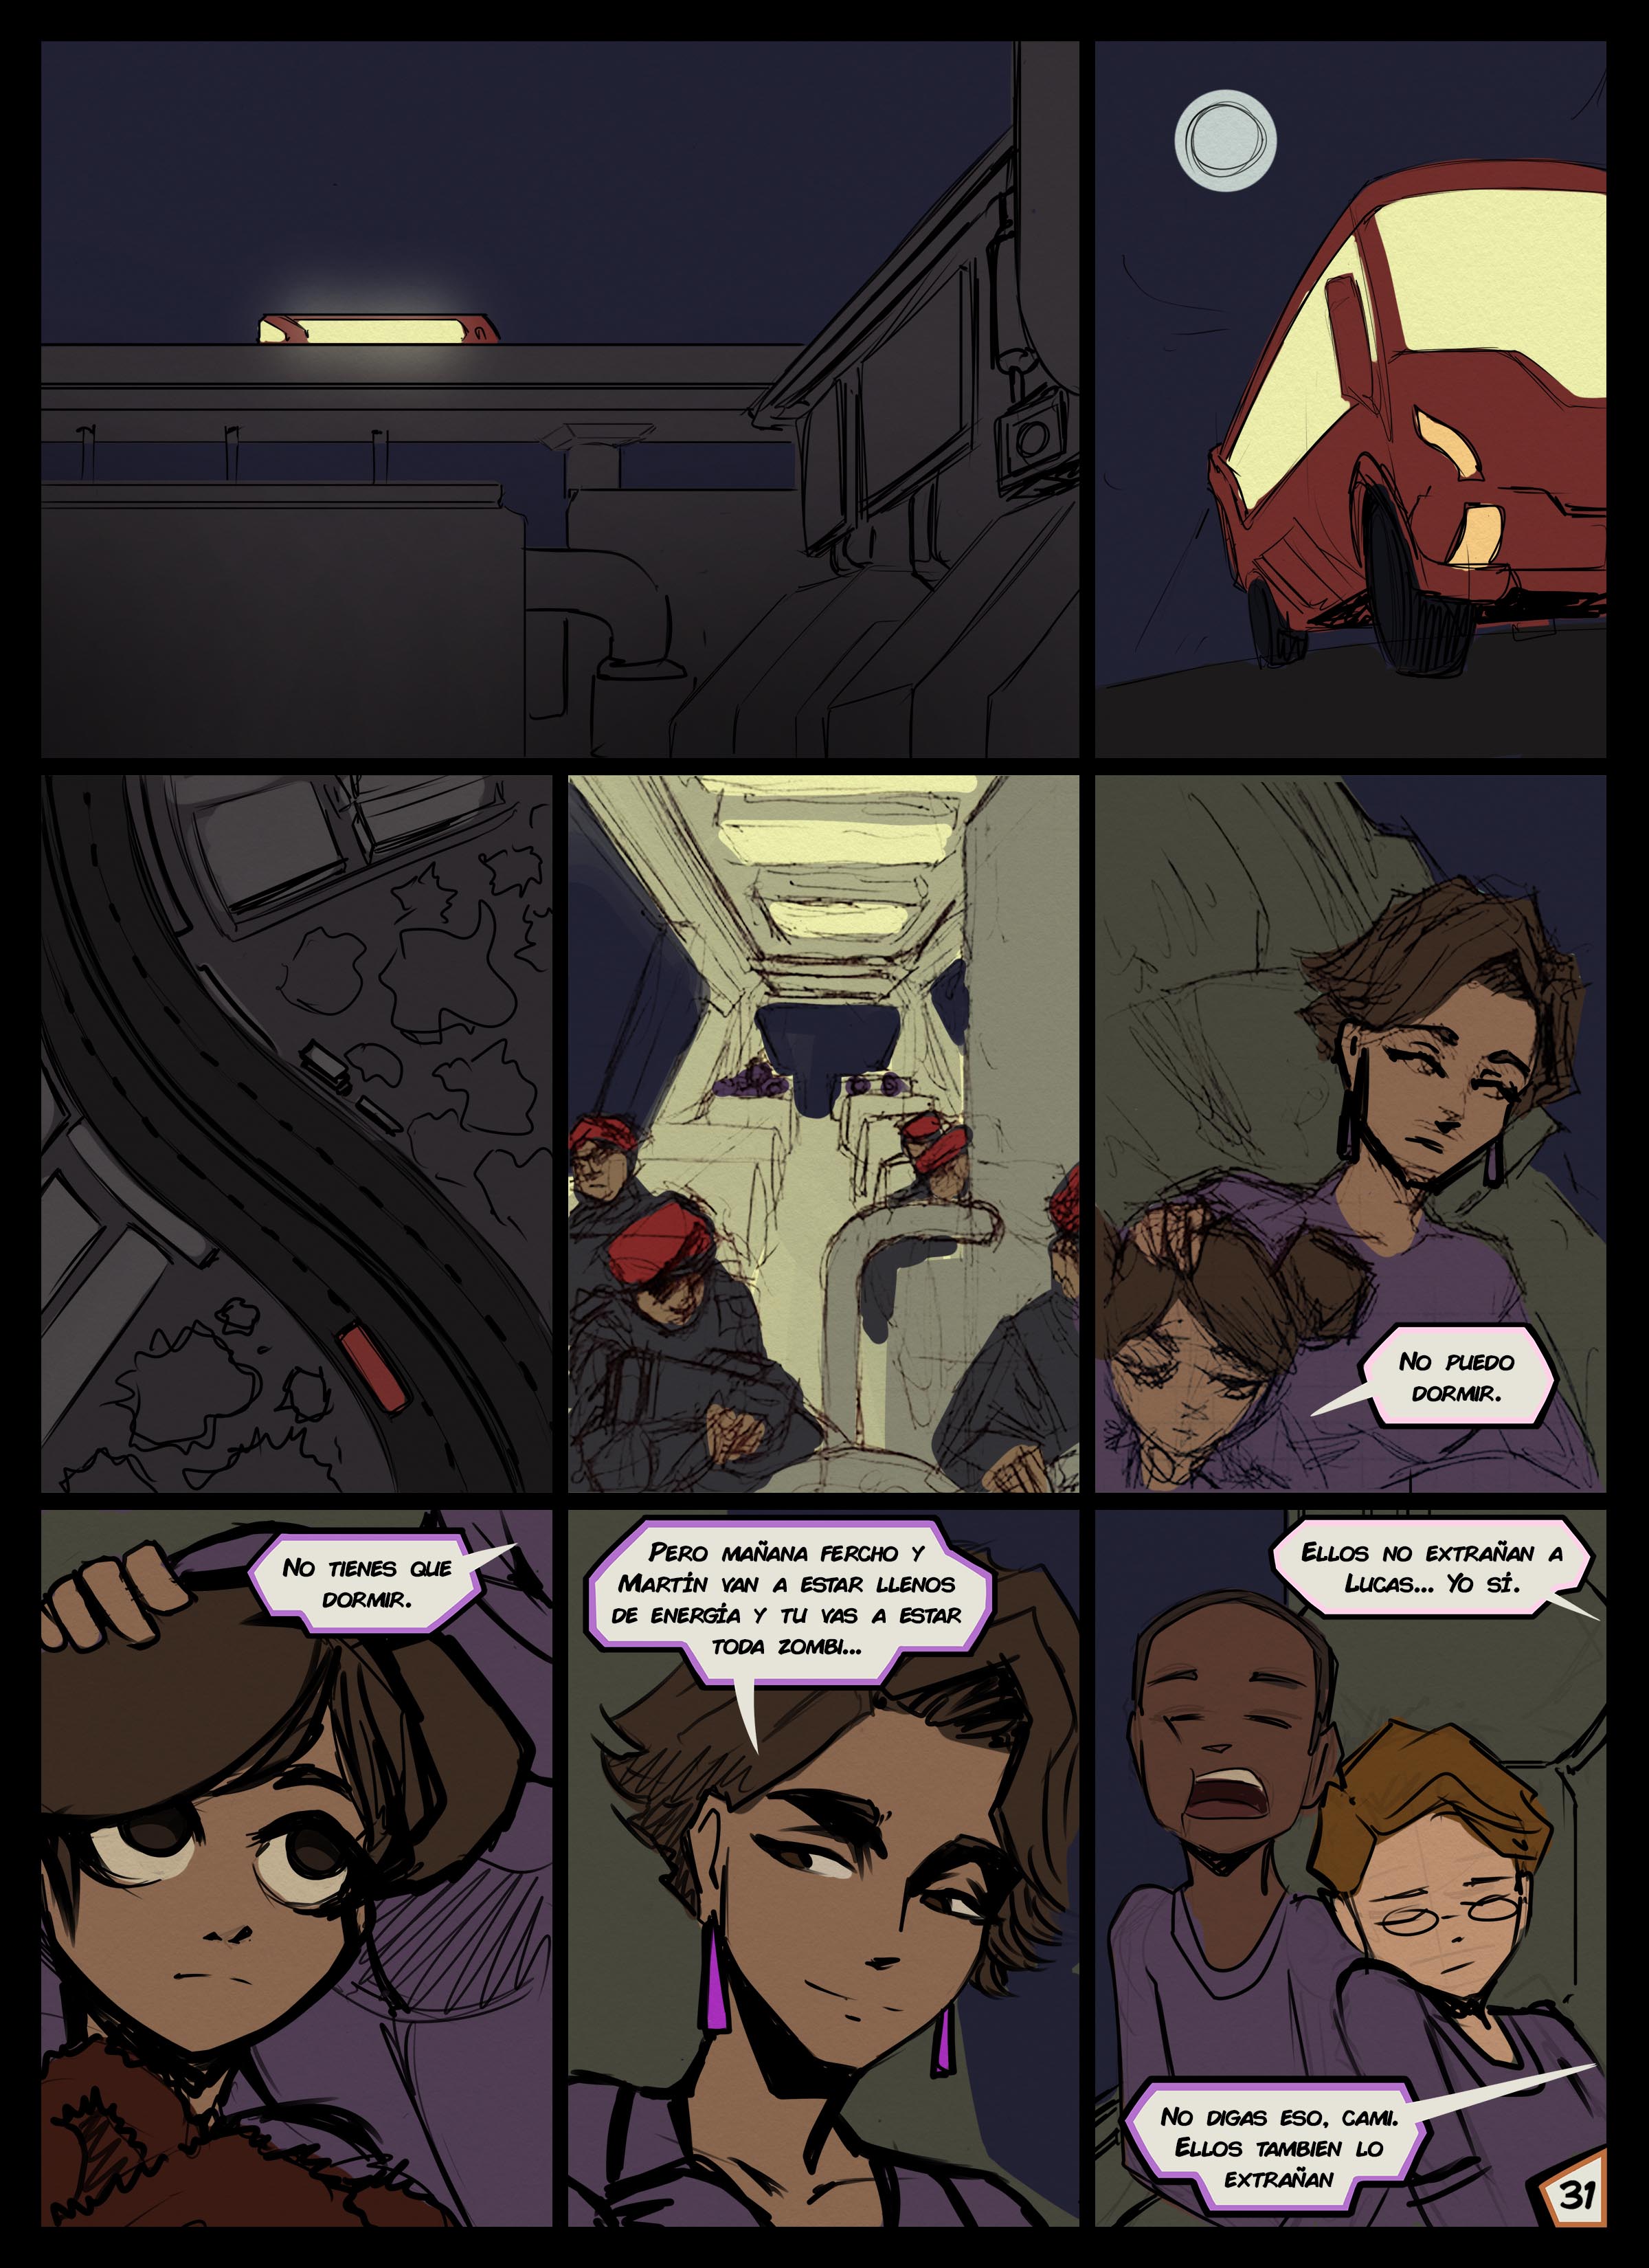 NO PUEDO
DORMIR.
NO TIENES QUE
DORMIR.
PERO MAÑANA FERCHO Y
MARTÍN VAN A ESTAR LLENOS
DE ENERGÍA Y TU VAS A ESTAR
TODA ZOMBI...
ELLOS NO EXTRAÑAN A
LUCAS... YO SÍ.
NO DIGAS ESO, CAMI.
ELLOS TAMBIEN LO
EXTRAÑAN
31